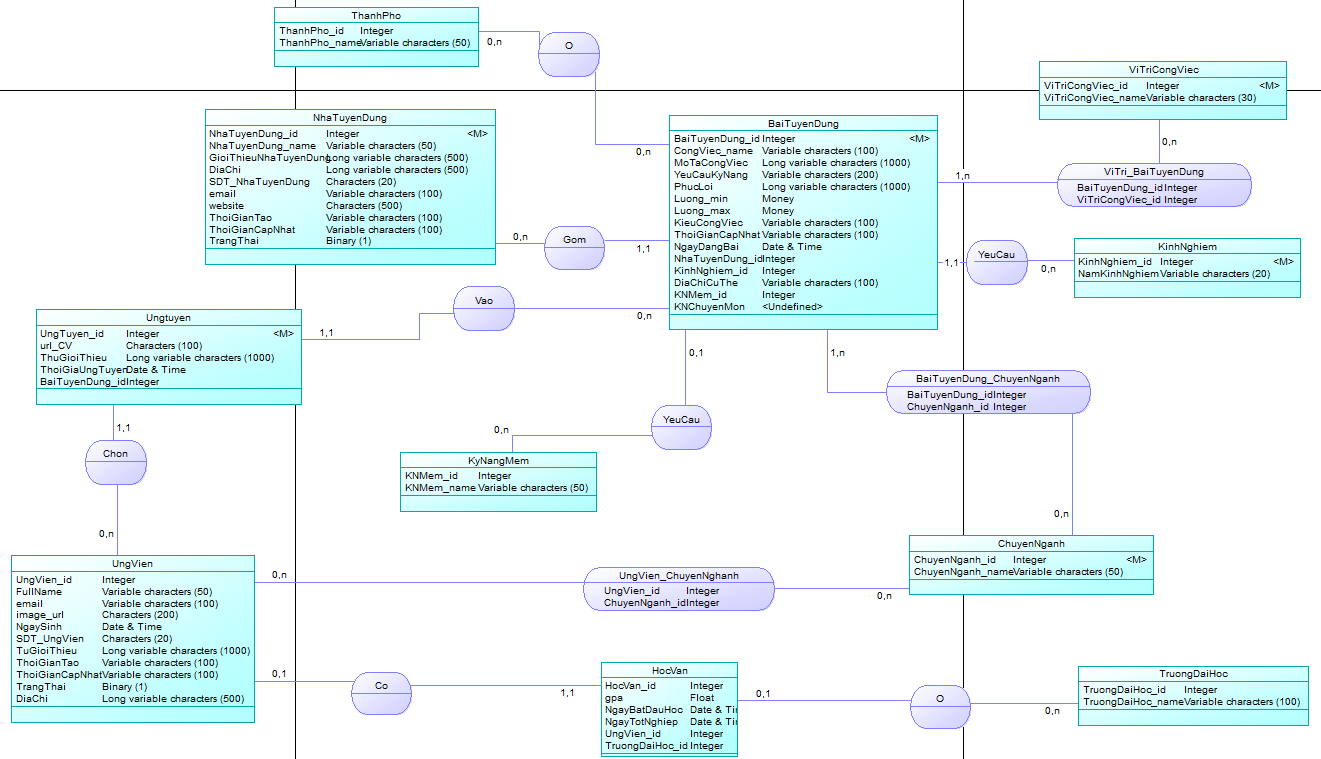 ThanhPho
ThanhPho_id Integer
ThanhPho_name Variable characters (50)
0,n
O
0,n
ViTriCongViec
ViTriCongViec_id Integer <M>
ViTriCongViec_name Variable characters (30)
0,n
ViTri_BaiTuyenDung
BaiTuyenDung_id Integer
ViTriCongViec_id Integer
1,n
NhaTuyenDung
NhaTuyenDung_id Integer <M>
NhaTuyenDung_name Variable characters (50)
GioiThieuNhaTuyenDung Long variable characters (500)
DiaChi Long variable characters (500)
SDT_NhaTuyenDung Characters (20)
email Variable characters (100)
website Characters (500)
ThoiGianTao Variable characters (100)
ThoiGianCapNhat Variable characters (100)
TrangThai Binary (1)
0,n
Gom
1,1
BaiTuyenDung
BaiTuyenDung_id Integer <M>
CongViec_name Variable characters (100)
MoTaCongViec Long variable characters (1000)
YeuCauKyNang Variable characters (200)
PhucLoi Long variable characters (1000)
Luong_min Money
Luong_max Money
KieuCongViec Variable characters (100)
ThoiGianCapNhat Variable characters (100)
NgayDangBai Date & Time
NhaTuyenDung_id Integer
KinhNghiem_id Integer
DiaChiCuThe Variable characters (100)
KNMem_id Integer
KNChuyenMon <Undefined>
1,1
YeuCau
0,n
KinhNghiem
KinhNghiem_id Integer <M>
NamKinhNghiem Variable characters (20)
Vao
1,1
0,n
Ungtuyen
UngTuyen_id Integer <M>
url_CV Characters (100)
ThuGioiThieu Long variable characters (1000)
ThoiGiaUngTuyen Date & Time
BaiTuyenDung_id Integer
0,1
1,n
BaiTuyenDung_ChuyenNganh
BaiTuyenDung_id Integer
ChuyenNganh_id Integer
1,1
Chon
0,n
YeuCau
0,n
KyNangMem
KNMem_id Integer
KNMem_name Variable characters (50)
0,n
ChuyenNganh
ChuyenNganh_id Integer <M>
ChuyenNganh_name Variable characters (50)
UngVien
UngVien_id Integer
FullName Variable characters (50)
email Variable characters (100)
image_url Characters (200)
NgaySinh Date & Time
SDT_UngVien Characters (20)
TuGioiThieu Long variable characters (1000)
ThoiGianTao Variable characters (100)
ThoiGianCapNhat Variable characters (100)
TrangThai Binary (1)
DiaChi Long variable characters (500)
0,n
UngVien_ChuyenNghanh
UngVien_id Integer
ChuyenNganh_id Integer
0,n
0,1
Co
1,1
HocVan
HocVan_id Integer
gpa Float
NgayBatDauHoc Date & Ti
NgayTotNghiep Date & Ti
UngVien_id Integer
TruongDaiHoc_id Integer
0,1
O
0,n
TruongDaiHoc
TruongDaiHoc_id Integer
TruongDaiHoc_name Variable characters (100)